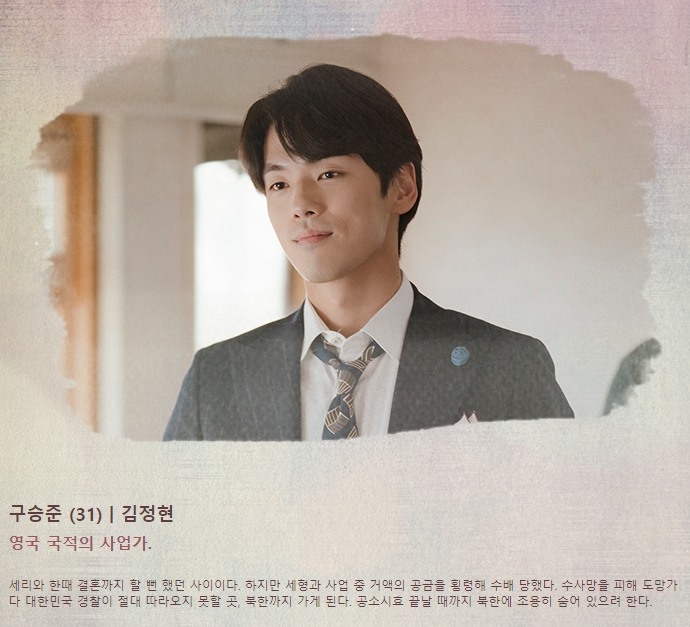 구승준 (31) | 김정현
영국 국적의 사업가.
세리와 한때 결혼까지 할 뻔 했던 사이이다. 하지만 세형과 사업 중 거액의 공금을 횡령해 수배 당했다. 수사망을 피해 도망가
다 대한민국 경찰이 절대 따라오지 못할 곳, 북한까지 가게 된다. 공소시효 끝날 때까지 북한에 조용히 숨어 있으려 한다.